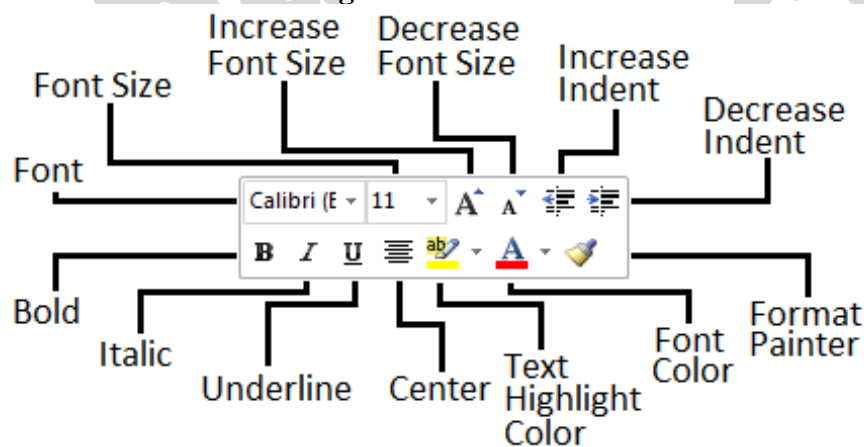 Increase
Font Size
Decrease
Font Size
Increase
Indent
Font Size
Decrease
Indent
Font
Calibri (E
11
A
A
B
I
U
ab
A
Bold
Italic
Underline
Center
Text
Highlight
Color
Font
Color
Format
Painter